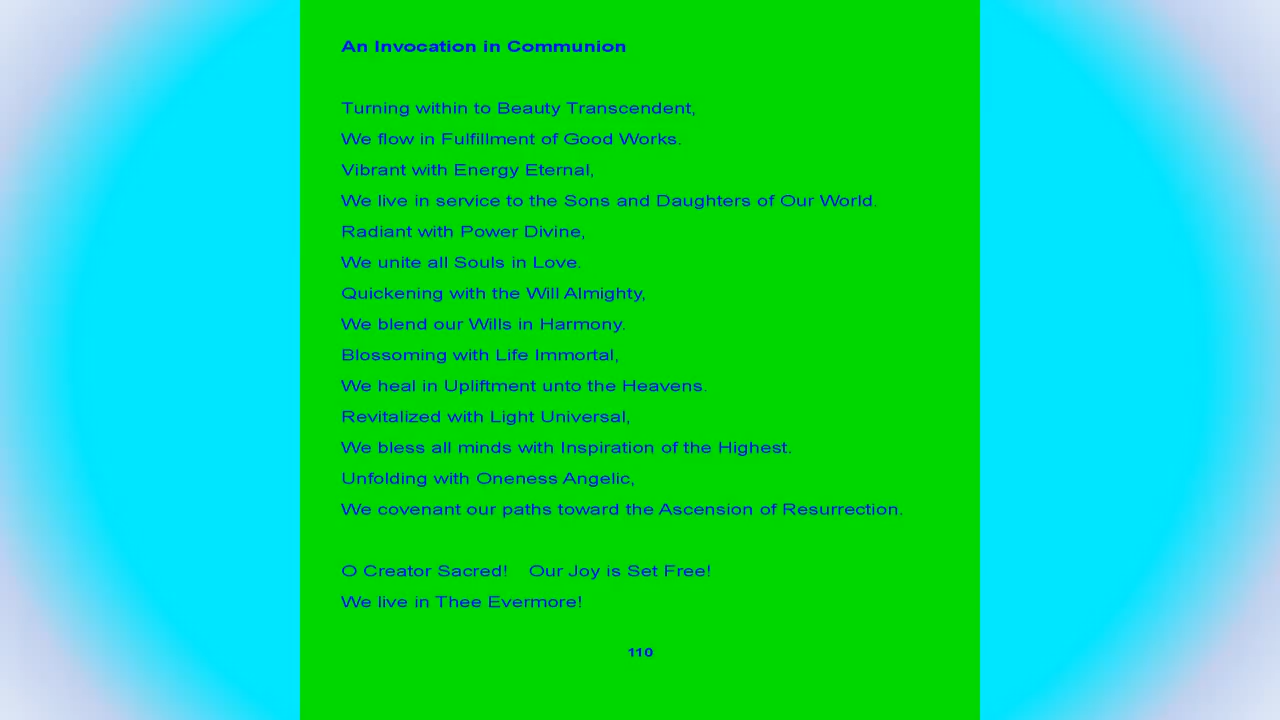 An Invocation in Communion
Turning within to Beauty Transcendent,
We flow in Fulfillment of Good Works.
Vibrant with Energy Eternal,
We live in service to the Sons and Daughters of Our World.
Radiant with Power Divine,
We unite all Souls in Love.
Quickening with the Will Almighty,
We blend our Wills in Harmony.
Blossoming with Life Immortal,
We heal in Upliftment unto the Heavens.
Revitalized with Light Universal,
We bless all minds with Inspiration of the Highest.
Unfolding with Oneness Angelic,
We covenant our paths toward the Ascension of Resurrection.
O Creator Sacred! Our Joy is Set Free!
We live in Thee Evermore!
110